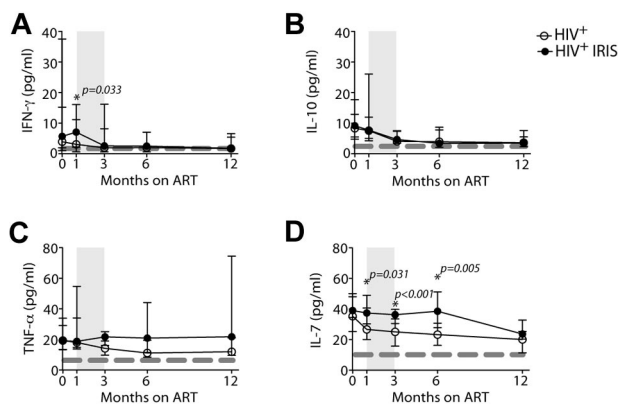 A
B
HIV⁺
HIV⁺ IRIS
40
30
20
10
0
IFN-γ (pg/ml)
* p=0.033
0 1 3 6 12
Months on ART
40
30
20
10
0
IL-10 (pg/ml)
0 1 3 6 12
Months on ART
C
D
80
60
40
20
0
TNF-α (pg/ml)
0 1 3 6 12
Months on ART
80
60
40
20
0
IL-7 (pg/ml)
* p=0.031
* p<0.001
* p=0.005
0 1 3 6 12
Months on ART